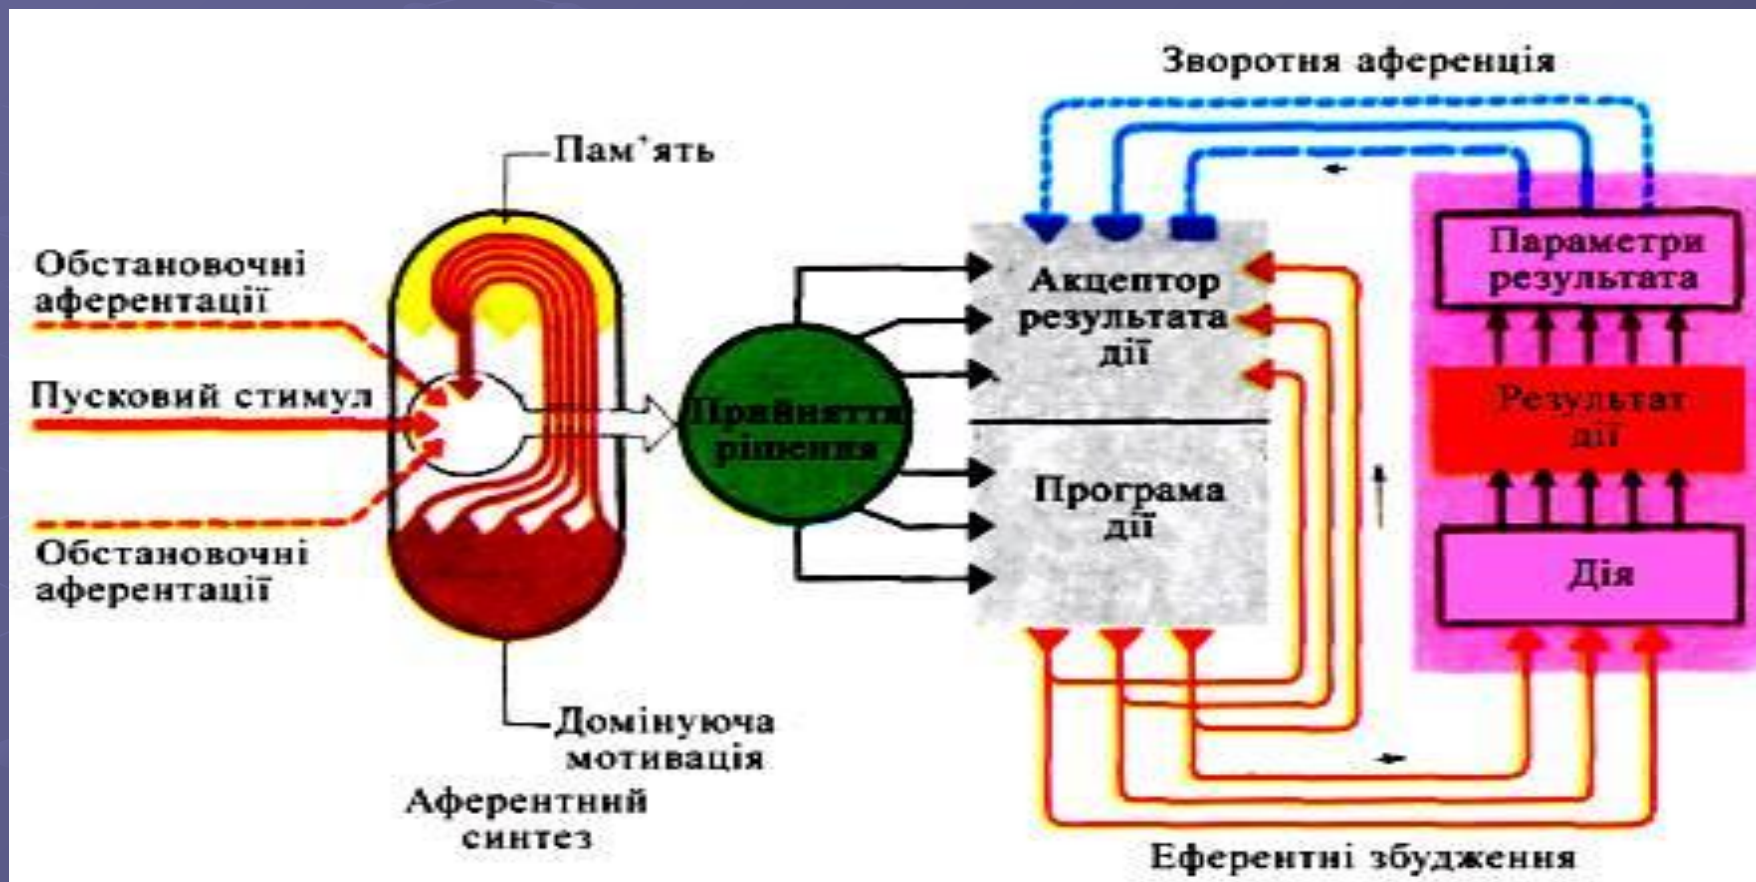 Зворотня аференція
Пам'ять
Обстановочні
аферентації
Пусковий стимул
Обстановочні
аферентації
Домінуюча
мотивація
Аферентний
синтез
Прийняття
рішення
Акцептор
результата
дії
Програма
дії
Параметри
результата
Результат
дії
Дія
Еферентні збудження